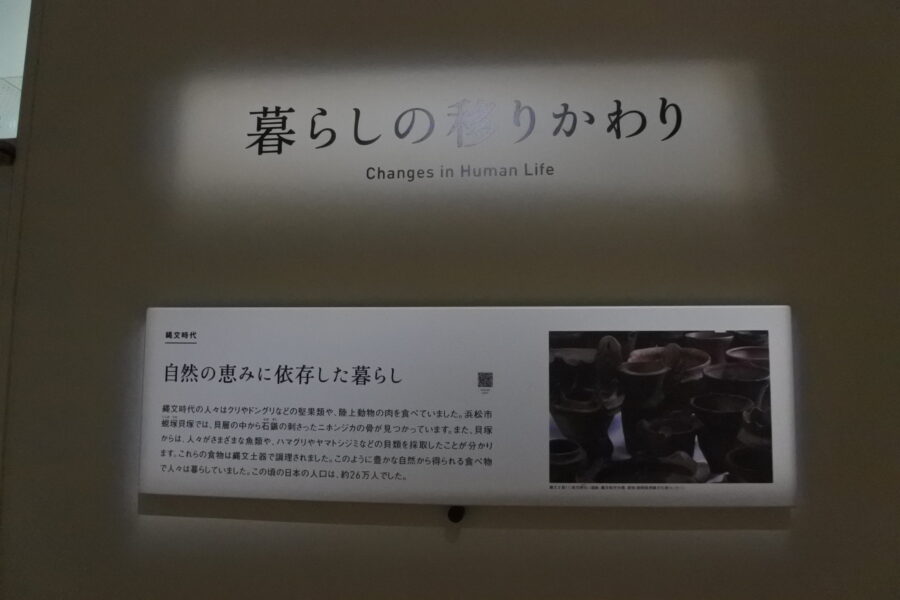 暮らしの移りかわり
Changes in Human Life
縄文時代
自然の恵みに依存した暮らし
縄文時代の人々はクリやドングリなどの堅果類や、陸上動物の肉を食べていました。浜松市
蜆塚貝塚では、貝層の中から石鏃の刺さったニホンジカの骨が見つかっています。また、貝塚
からは、人々がさまざまな魚類や、ハマグリやヤマトシジミなどの貝類を採取したことが分かり
ます。これらの食物は縄文土器で調理されました。このように豊かな自然から得られる食べ物
で人々は暮らしていました。この頃の日本の人口は、約26万人でした。